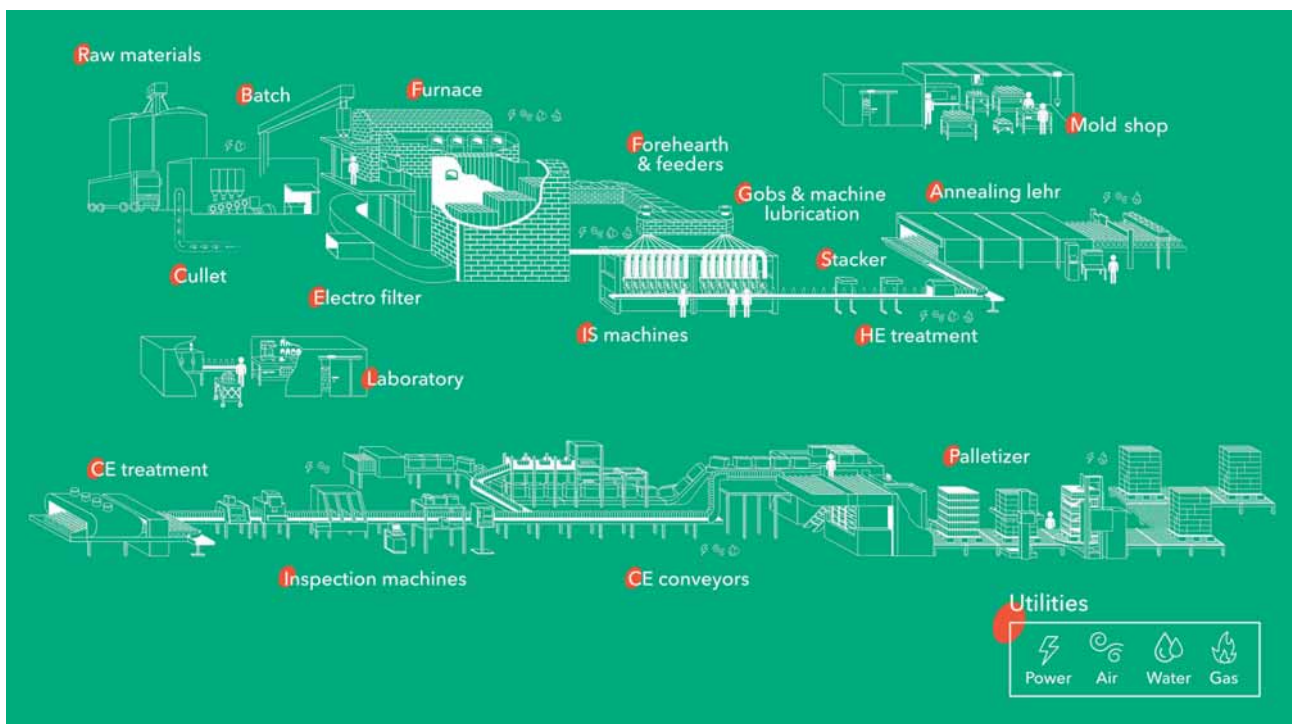 Raw materials
Batch
Furnace
Forehearth
& feeders
Mold shop
Gobs & machine
lubrication
Annealing lehr
Stacker
Cullet
Electro filter
IS machines
HE treatment
Laboratory
CE treatment
Palletizer
Inspection machines
CE conveyors
Utilities
Power Air Water Gas